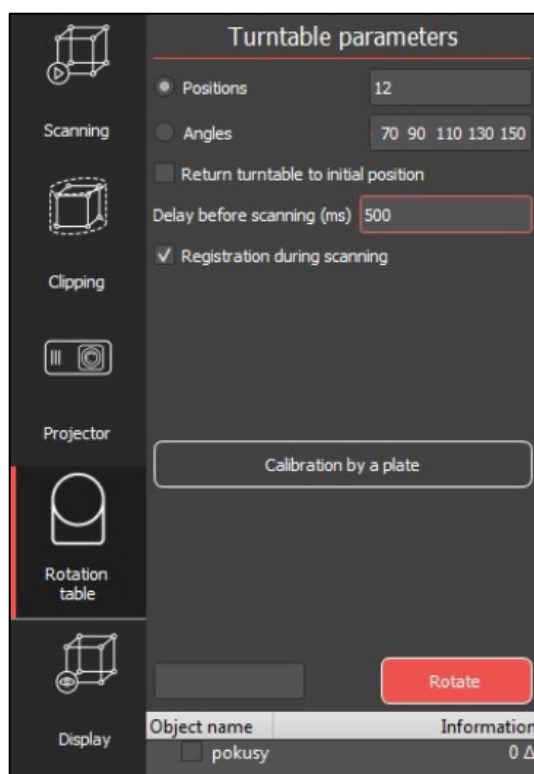 Scanning
Clipping
Projector
Rotation
table
Display
Turntable parameters
Positions 12
Angles 70 90 110 130 150
Return turntable to initial position
Delay before scanning (ms) 500
Registration during scanning
Calibration by a plate
Rotate
Object name Information
pokusy 0 Δ